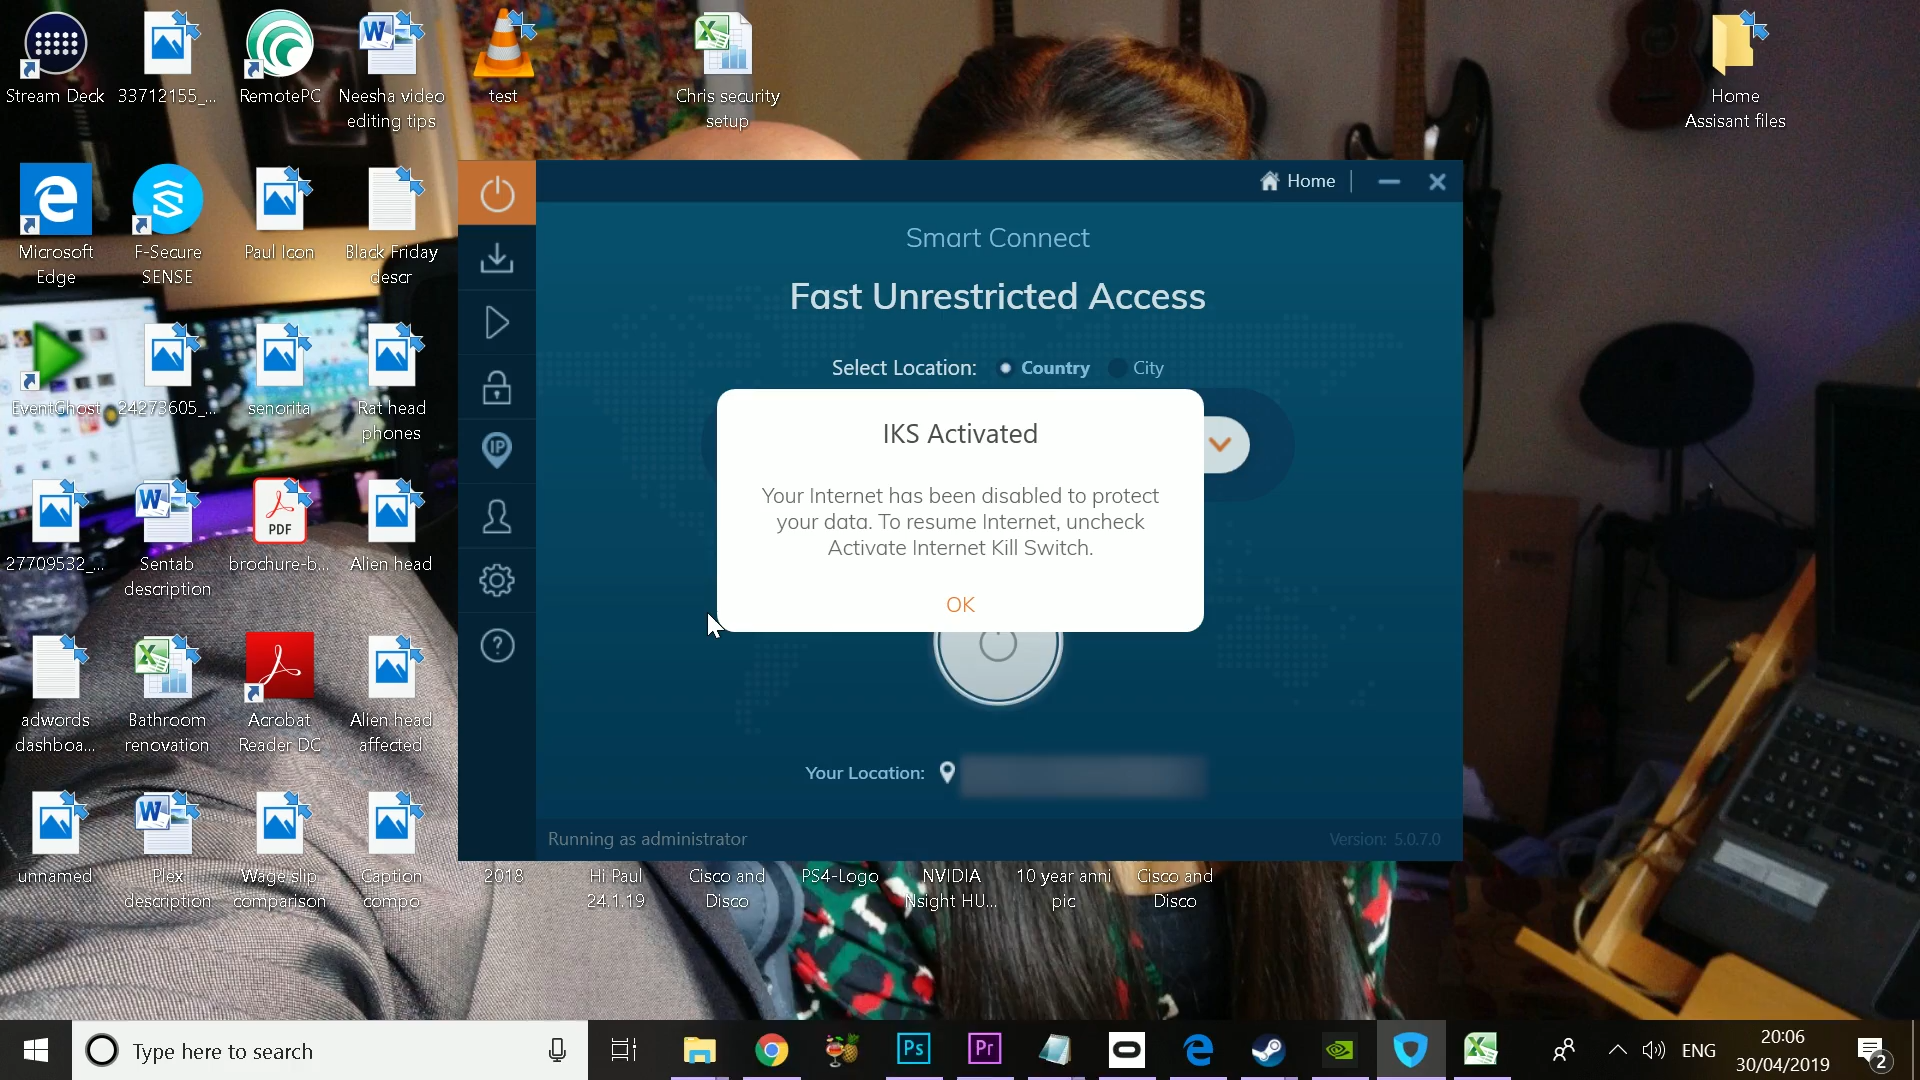 Stream Deck
33712155_...
RemotePC
Neesha video
editing tips
test
Chris security
setup
Home
Assisant files
Microsoft
Edge
F-Secure
SENSE
Paul Icon
Black Friday
descr
EventGhost
24273605_...
senorita
Rat head
phones
27709532_...
Sentab
description
PDF
brochure-b...
Alien head
adwords
dashboa...
Bathroom
renovation
Acrobat
Reader DC
Alien head
affected
unnamed
Plex
description
Wage slip
comparison
Caption
compo
2018
Hi Paul
24.1.19
Cisco and
Disco
PS4-Logo
NVIDIA
Nsight HU...
10 year anni
pic
Cisco and
Disco
Home
Smart Connect
Fast Unrestricted Access
Select Location: Country City
IP
IKS Activated
Your Internet has been disabled to protect
your data. To resume Internet, uncheck
Activate Internet Kill Switch.
OK
Your Location:
Running as administrator
Version: 5.0.7.0
Type here to search
Ps
Pr
ENG
20:06
30/04/2019
2